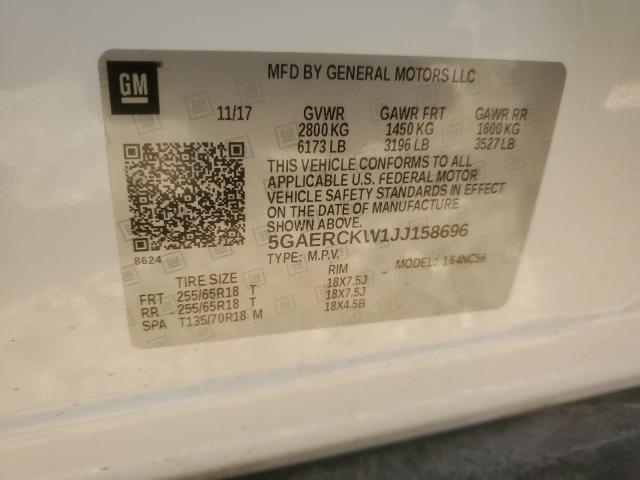 GM
MFD BY GENERAL MOTORS LLC
11/17 GVWR GAWR FRT GAWR RR
2800 KG 1450 KG 1600 KG
6173 LB 3196 LB 3527 LB
THIS VEHICLE CONFORMS TO ALL
APPLICABLE U.S. FEDERAL MOTOR
VEHICLE SAFETY STANDARDS IN EFFECT
ON THE DATE OF MANUFACTURE
SHOWN ABOVE.
5GAERCKW1JJ158696
8624
TYPE: M.P.V. MODEL: 164NC56
TIRE SIZE RIM
FRT 255/65R18 T 18X7.5J
RR 255/65R18 T 18X7.5J
SPA T135/70R18 M 18X4.5B